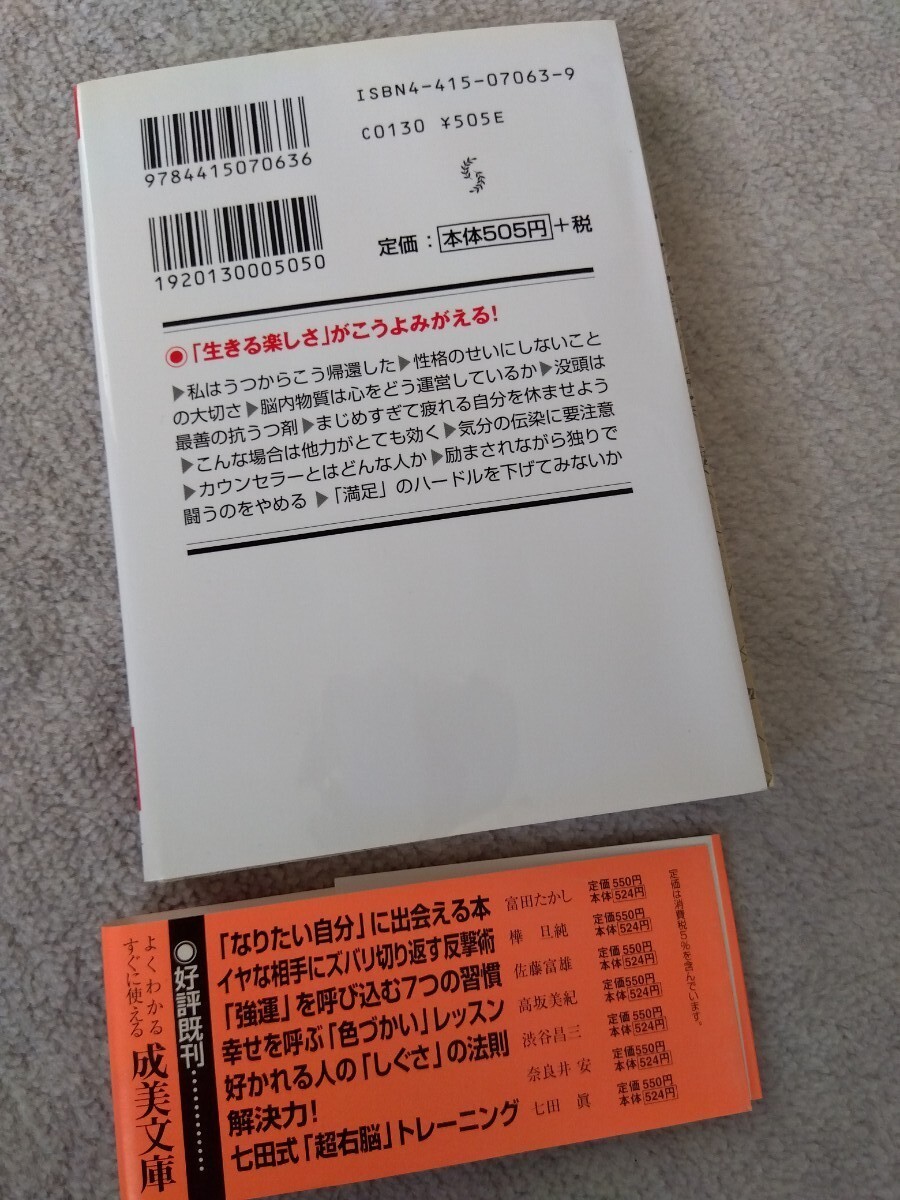 ISBN4-415-07063-9
C0130 ¥505E
9784415070636
1920130005050
定価：本体505円+税
◉「生きる楽しさ」がこうよみがえる！
▶私はうつからこう帰還した▶性格のせいにしないこと
の大切さ▶脳内物質は心をどう運営しているか▶没頭は
最善の抗うつ剤▶まじめすぎて疲れる自分を休ませよう
▶こんな場合は他力がとても効く▶気分の伝染に要注意
▶カウンセラーとはどんな人か▶励まされながら独りで
闘うのをやめる▶「満足」のハードルを下げてみないか
よくわかる
すぐに使える
成美文庫
◉好評既刊…………
「なりたい自分」に出会える本 富田たかし 定価550円 本体524円
イヤな相手にズバリ切り返す反撃術 樺旦純 定価550円 本体524円
「強運」を呼び込む7つの習慣 佐藤富雄 定価550円 本体524円
幸せを呼ぶ「色づかい」レッスン 高坂美紀 定価550円 本体524円
好かれる人の「しぐさ」の法則 渋谷昌三 定価550円 本体524円
解決力！ 奈良井安 定価550円 本体524円
七田式「超右脳」トレーニング 七田眞 定価550円 本体524円
定価は消費税5%を含んでいます。